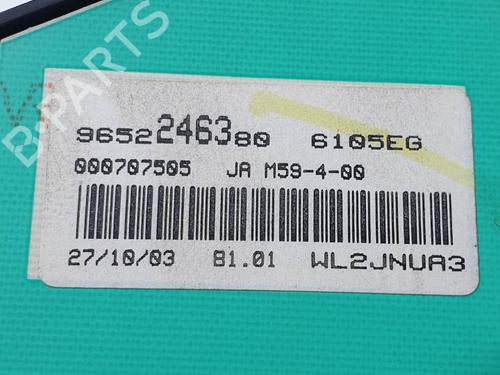 9652246380 6105EG
000707505 JA M59-4-00
27/10/03 81.01 WL2JNUA3
B-PARTS